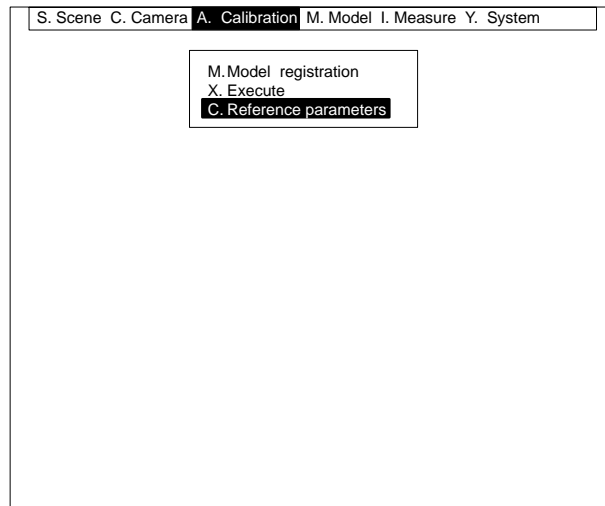 S. Scene C. Camera A. Calibration M. Model I. Measure Y. System
M. Model registration
X. Execute
C. Reference parameters